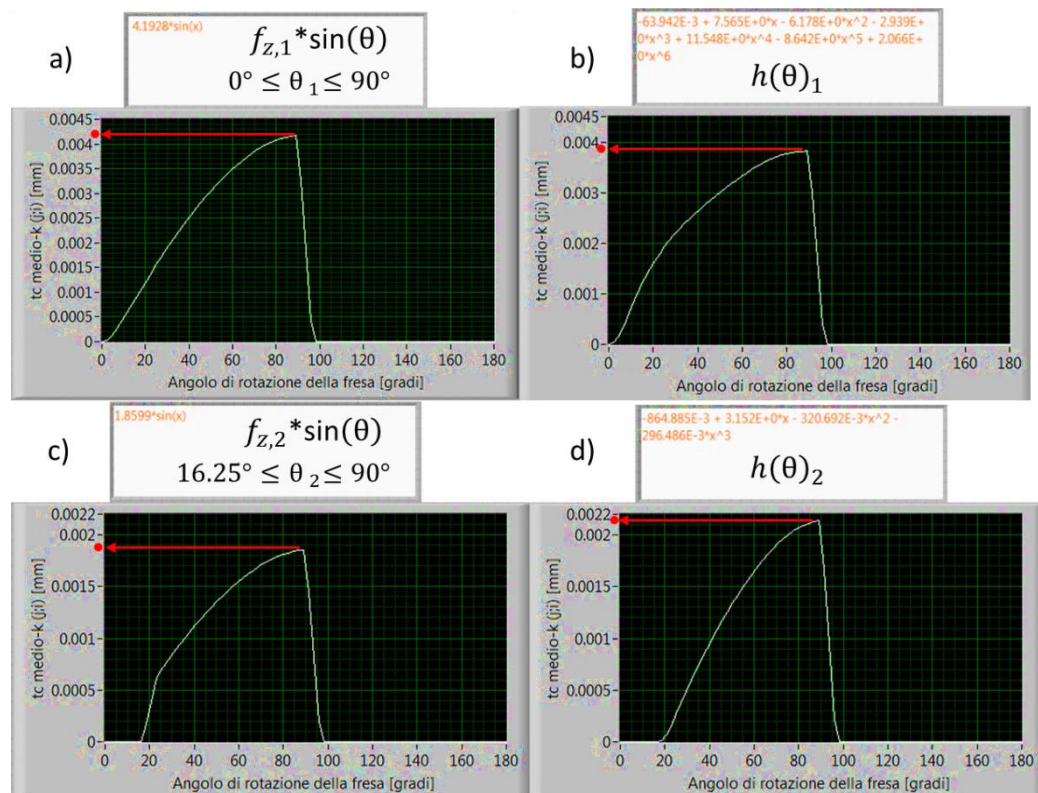 a)
4.1928*sin(x)
f_{z,1}*sin(θ)
0° ≤ θ_1 ≤ 90°
b)
-63.942E-3 + 7.565E+0*x - 6.178E+0*x^2 - 2.939E+
0*x^3 + 11.548E+0*x^4 - 8.642E+0*x^5 + 2.066E+
0*x^6
h(θ)_1
tc medio-k (j;i) [mm]
0.0045
0.004
0.0035
0.003
0.0025
0.002
0.0015
0.001
0.0005
0
0 20 40 60 80 100 120 140 160 180
Angolo di rotazione della fresa [gradi]
tc medio-k (j;i) [mm]
0.0045
0.004
0.003
0.002
0.001
0
0 20 40 60 80 100 120 140 160 180
Angolo di rotazione della fresa [gradi]
c)
1.8599*sin(x)
f_{z,2}*sin(θ)
16.25° ≤ θ_2 ≤ 90°
d)
-864.885E-3 + 3.152E+0*x - 320.692E-3*x^2 -
296.486E-3*x^3
h(θ)_2
tc medio-k (j;i) [mm]
0.0022
0.002
0.0015
0.001
0.0005
0
0 20 40 60 80 100 120 140 160 180
Angolo di rotazione della fresa [gradi]
tc medio-k (j;i) [mm]
0.0022
0.002
0.0015
0.001
0.0005
0
0 20 40 60 80 100 120 140 160 180
Angolo di rotazione della fresa [gradi]